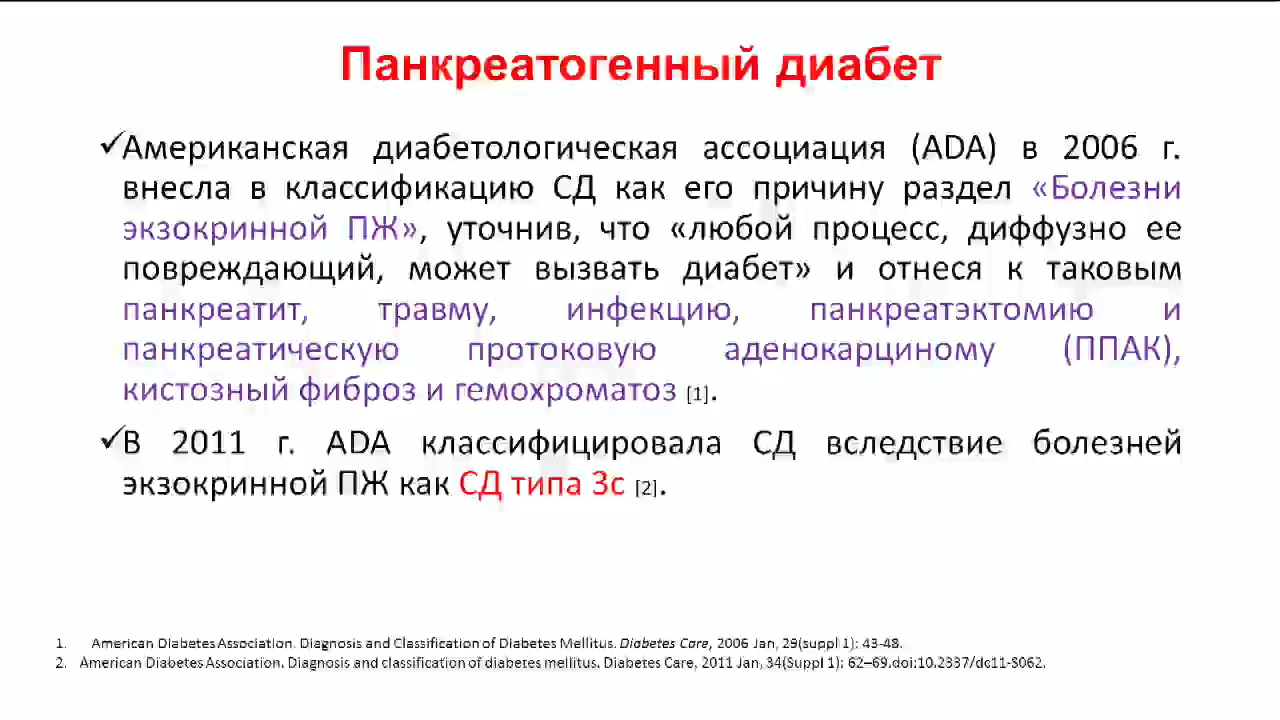 Панкреатогенный диабет
✓Американская диабетологическая ассоциация (ADA) в 2006 г.
внесла в классификацию СД как его причину раздел «Болезни
экзокринной ПЖ», уточнив, что «любой процесс, диффузно ее
повреждающий, может вызвать диабет» и отнеся к таковым
панкреатит, травму, инфекцию, панкреатэктомию и
панкреатическую протоковую аденокарциному (ППАК),
кистозный фиброз и гемохроматоз [1].
✓В 2011 г. ADA классифицировала СД вследствие болезней
экзокринной ПЖ как СД типа 3с [2].
1. American Diabetes Association. Diagnosis and Classification of Diabetes Mellitus. Diabetes Care, 2006 Jan, 29(suppl 1): 43-48.
2. American Diabetes Association. Diagnosis and classification of diabetes mellitus. Diabetes Care. 2011 Jan, 34(Suppl 1): 62–69.doi:10.2337/dc11-S062.